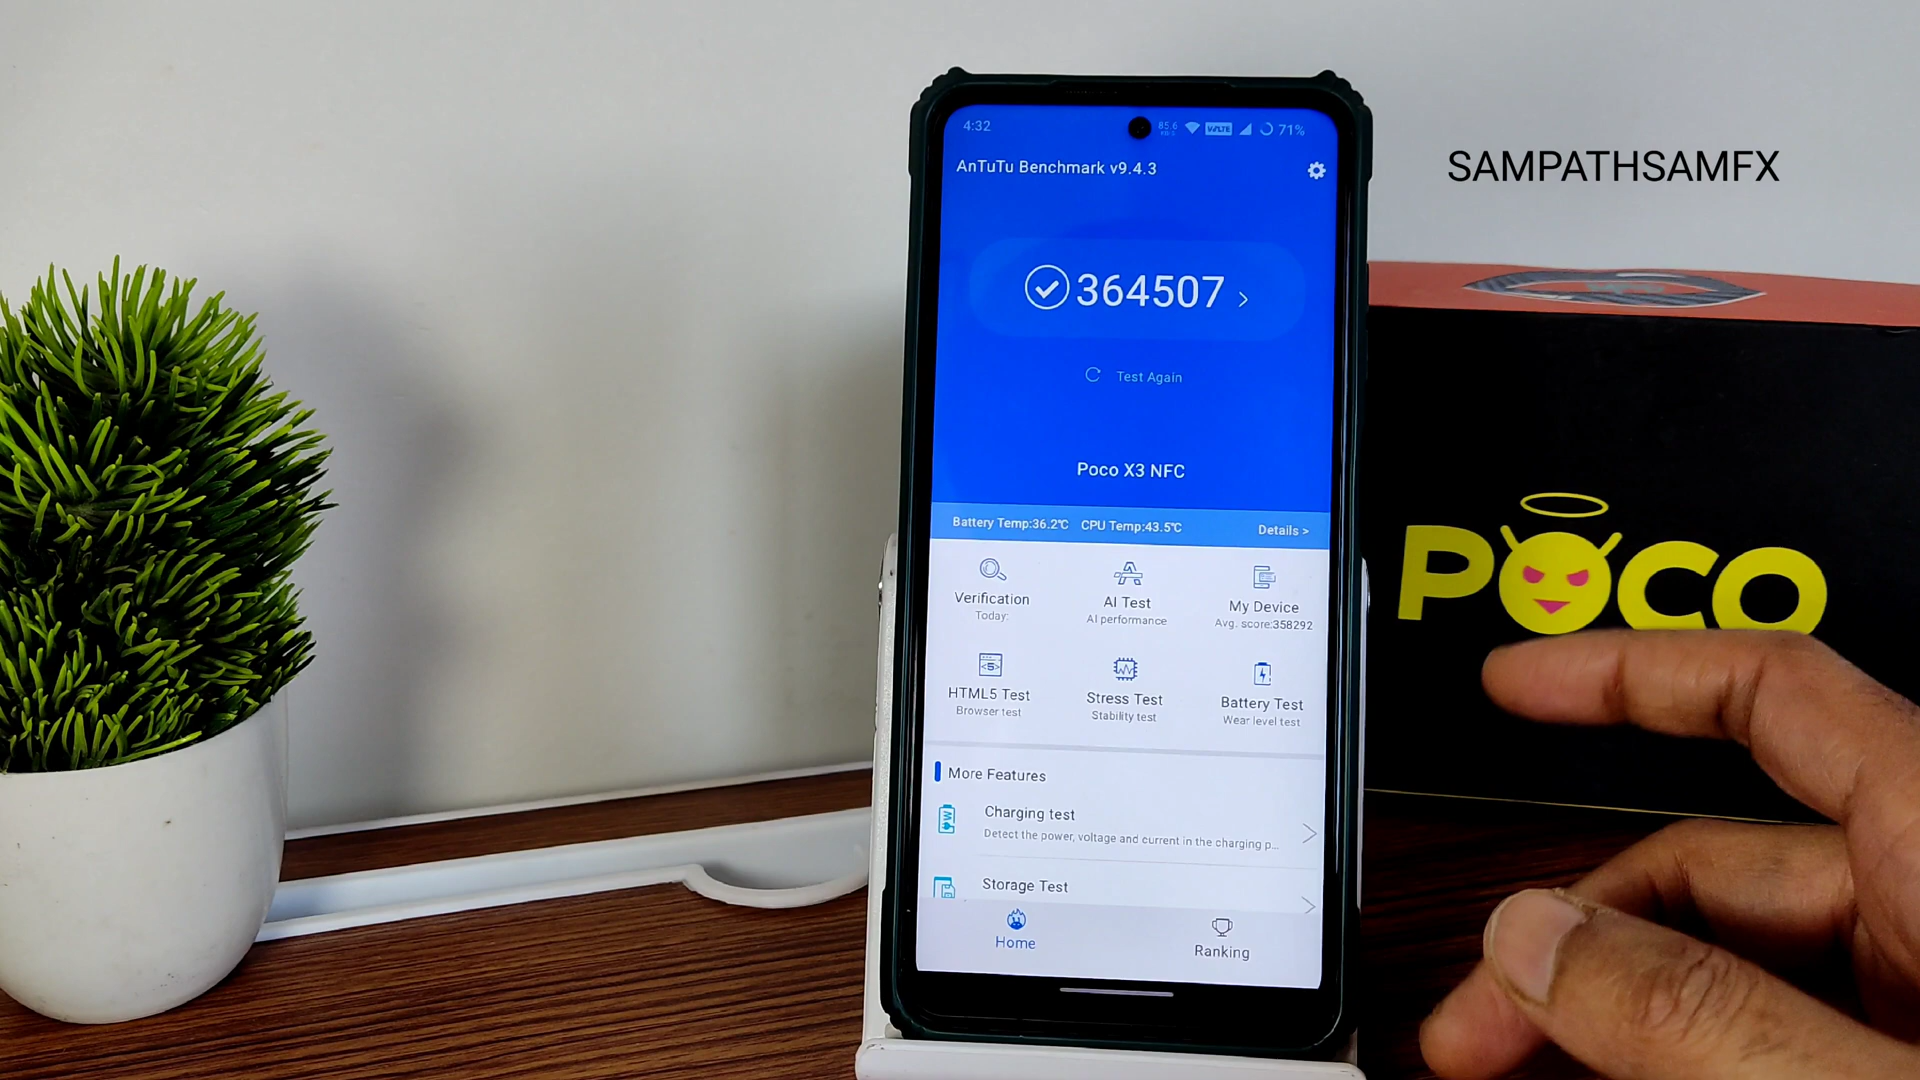 4:32
85.6
VoLTE
71%
AnTuTu Benchmark v9.4.3
SAMPATHSAMFX
364507
Test Again
Poco X3 NFC
Battery Temp:36.2℃ CPU Temp:43.5℃ Details >
Verification
Today:
AI Test
AI performance
My Device
Avg. score:358292
HTML5 Test
Browser test
Stress Test
Stability test
Battery Test
Wear level test
More Features
Charging test
Detect the power, voltage and current in the charging p...
Storage Test
Home
Ranking
POCO